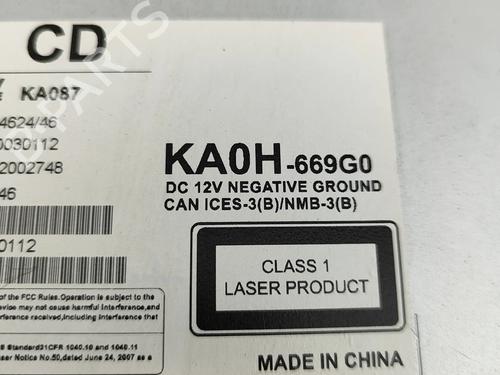 CD
KA087
4624/46
0030112
2002748
46
KA0H-669G0
DC 12V NEGATIVE GROUND
CAN ICES-3(B)/NMB-3(B)
0112
CLASS 1
LASER PRODUCT
of the FCC Rules.Operation is subject to the
device may not cause harmful interference,and
interference received,including interference that
Standard21CFR 1040.10 and 1040.11
Laser Notice No.50,dated June 24, 2007 as a
MADE IN CHINA